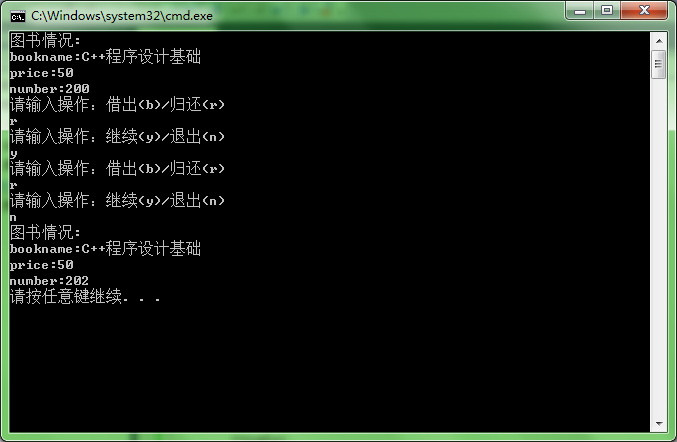 C:\Windows\system32\cmd.exe
图书情况:
bookname:C++程序设计基础
price:50
number:200
请输入操作：借出(b)/归还(r)
r
请输入操作：继续(y)/退出(n)
y
请输入操作：借出(b)/归还(r)
r
请输入操作：继续(y)/退出(n)
n
图书情况:
bookname:C++程序设计基础
price:50
number:202
请按任意键继续. . .